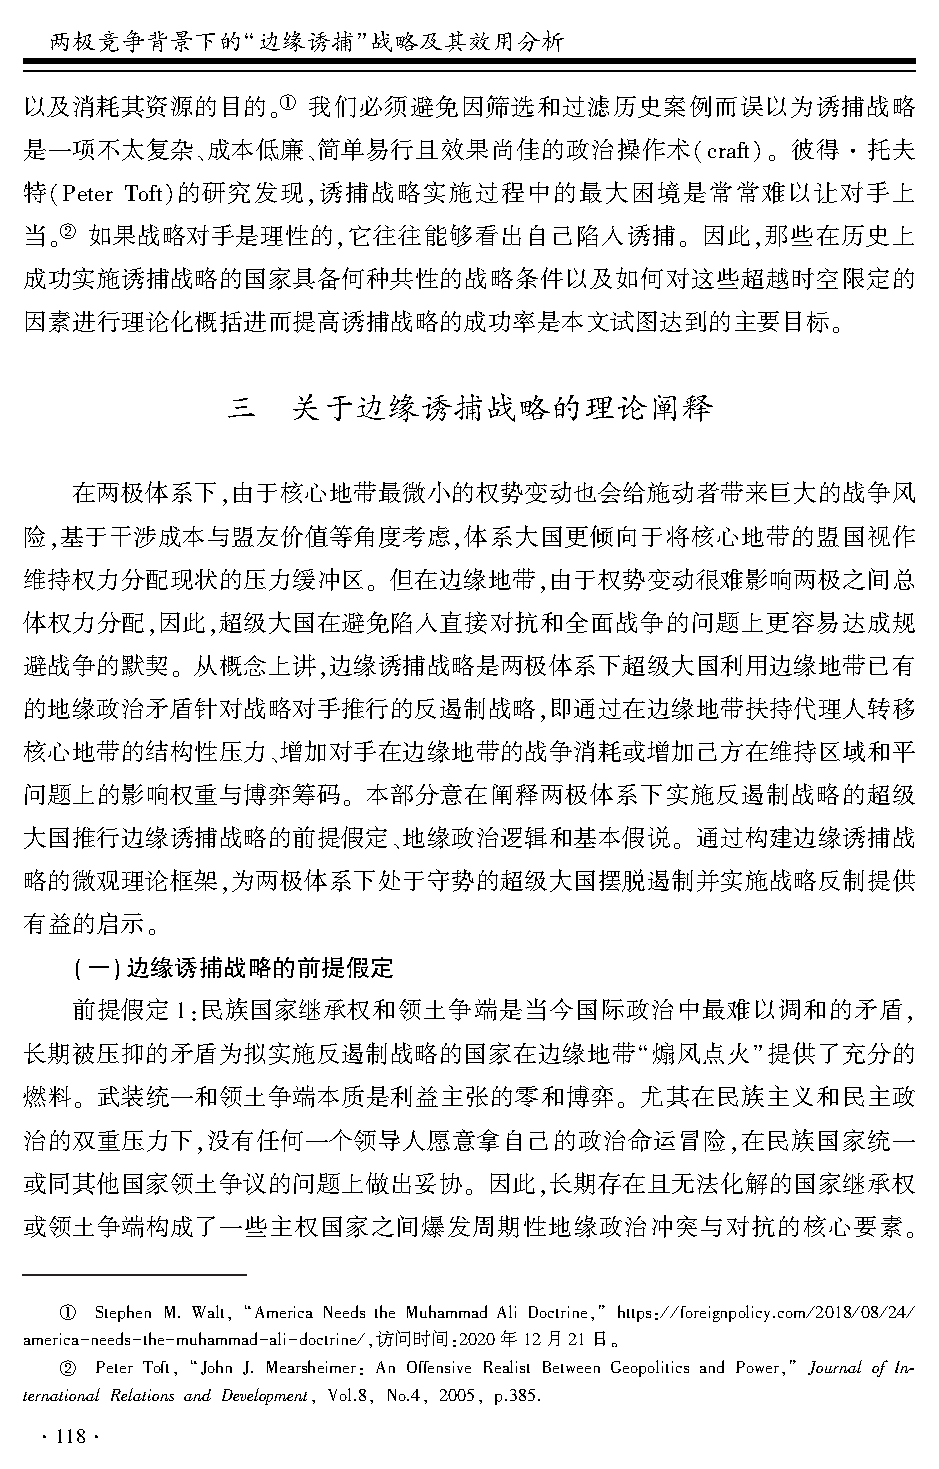 两极竞争背景下的“边缘诱捕”战略及其效用分析
以及消耗其资源的目的。① 我们必须避免因筛选和过滤历史案例而误以为诱捕战略
是一项不太复杂、成本低廉、简单易行且效果尚佳的政治操作术(craft)。彼得·托夫
特(Peter Toft)的研究发现,诱捕战略实施过程中的最大困境是常常难以让对手上
当。② 如果战略对手是理性的,它往往能够看出自己陷入诱捕。因此,那些在历史上
成功实施诱捕战略的国家具备何种共性的战略条件以及如何对这些超越时空限定的
因素进行理论化概括进而提高诱捕战略的成功率是本文试图达到的主要目标。
三 关于边缘诱捕战略的理论阐释
在两极体系下,由于核心地带最微小的权势变动也会给施动者带来巨大的战争风
险,基于干涉成本与盟友价值等角度考虑,体系大国更倾向于将核心地带的盟国视作
维持权力分配现状的压力缓冲区。但在边缘地带,由于权势变动很难影响两极之间总
体权力分配,因此,超级大国在避免陷入直接对抗和全面战争的问题上更容易达成规
避战争的默契。从概念上讲,边缘诱捕战略是两极体系下超级大国利用边缘地带已有
的地缘政治矛盾针对战略对手推行的反遏制战略,即通过在边缘地带扶持代理人转移
核心地带的结构性压力、增加对手在边缘地带的战争消耗或增加己方在维持区域和平
问题上的影响权重与博弈筹码。本部分意在阐释两极体系下实施反遏制战略的超级
大国推行边缘诱捕战略的前提假定、地缘政治逻辑和基本假说。通过构建边缘诱捕战
略的微观理论框架,为两极体系下处于守势的超级大国摆脱遏制并实施战略反制提供
有益的启示。
(一)边缘诱捕战略的前提假定
前提假定 1:民族国家继承权和领土争端是当今国际政治中最难以调和的矛盾,
长期被压抑的矛盾为拟实施反遏制战略的国家在边缘地带“煽风点火”提供了充分的
燃料。武装统一和领土争端本质是利益主张的零和博弈。尤其在民族主义和民主政
治的双重压力下,没有任何一个领导人愿意拿自己的政治命运冒险,在民族国家统一
或同其他国家领土争议的问题上做出妥协。因此,长期存在且无法化解的国家继承权
或领土争端构成了一些主权国家之间爆发周期性地缘政治冲突与对抗的核心要素。
① Stephen M. Walt, “America Needs the Muhammad Ali Doctrine,” https://foreignpolicy.com/2018/08/24/
america-needs-the-muhammad-ali-doctrine/,访问时间:2020 年 12 月 21 日。
② Peter Toft, “John J. Mearsheimer: An Offensive Realist Between Geopolitics and Power,” Journal of In-
ternational Relations and Development, Vol.8, No.4, 2005, p.385.
·118·